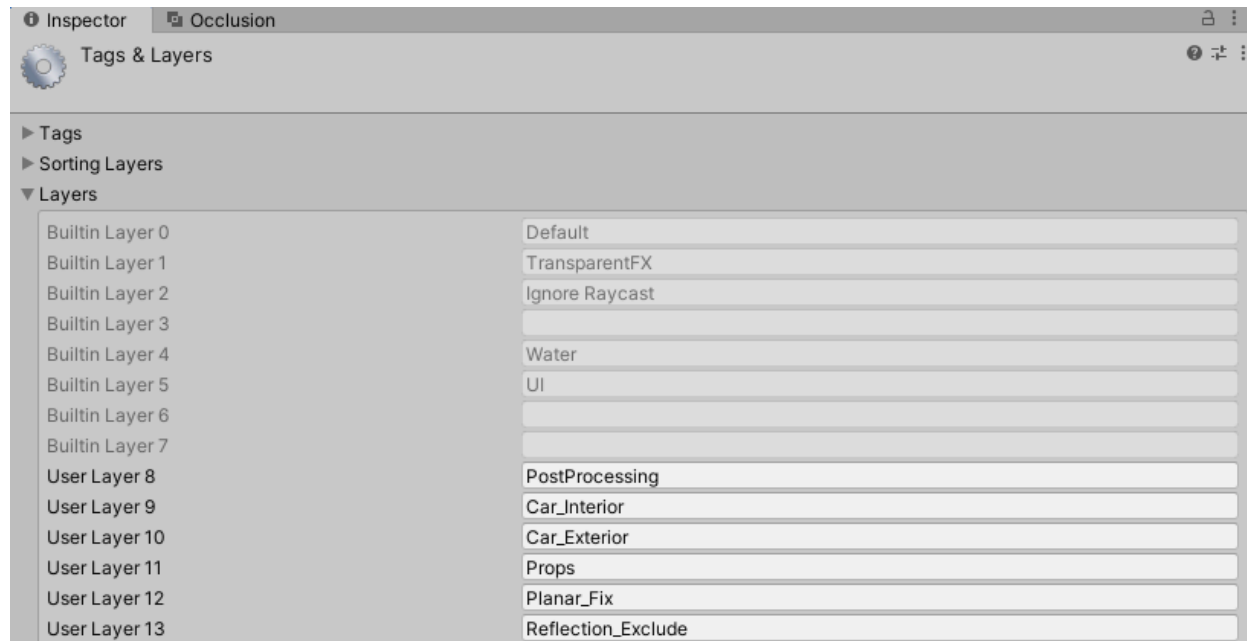 Inspector Occlusion
Tags & Layers
Tags
Sorting Layers
Layers
Builtin Layer 0 Default
Builtin Layer 1 TransparentFX
Builtin Layer 2 Ignore Raycast
Builtin Layer 3
Builtin Layer 4 Water
Builtin Layer 5 UI
Builtin Layer 6
Builtin Layer 7
User Layer 8 PostProcessing
User Layer 9 Car_Interior
User Layer 10 Car_Exterior
User Layer 11 Props
User Layer 12 Planar_Fix
User Layer 13 Reflection_Exclude